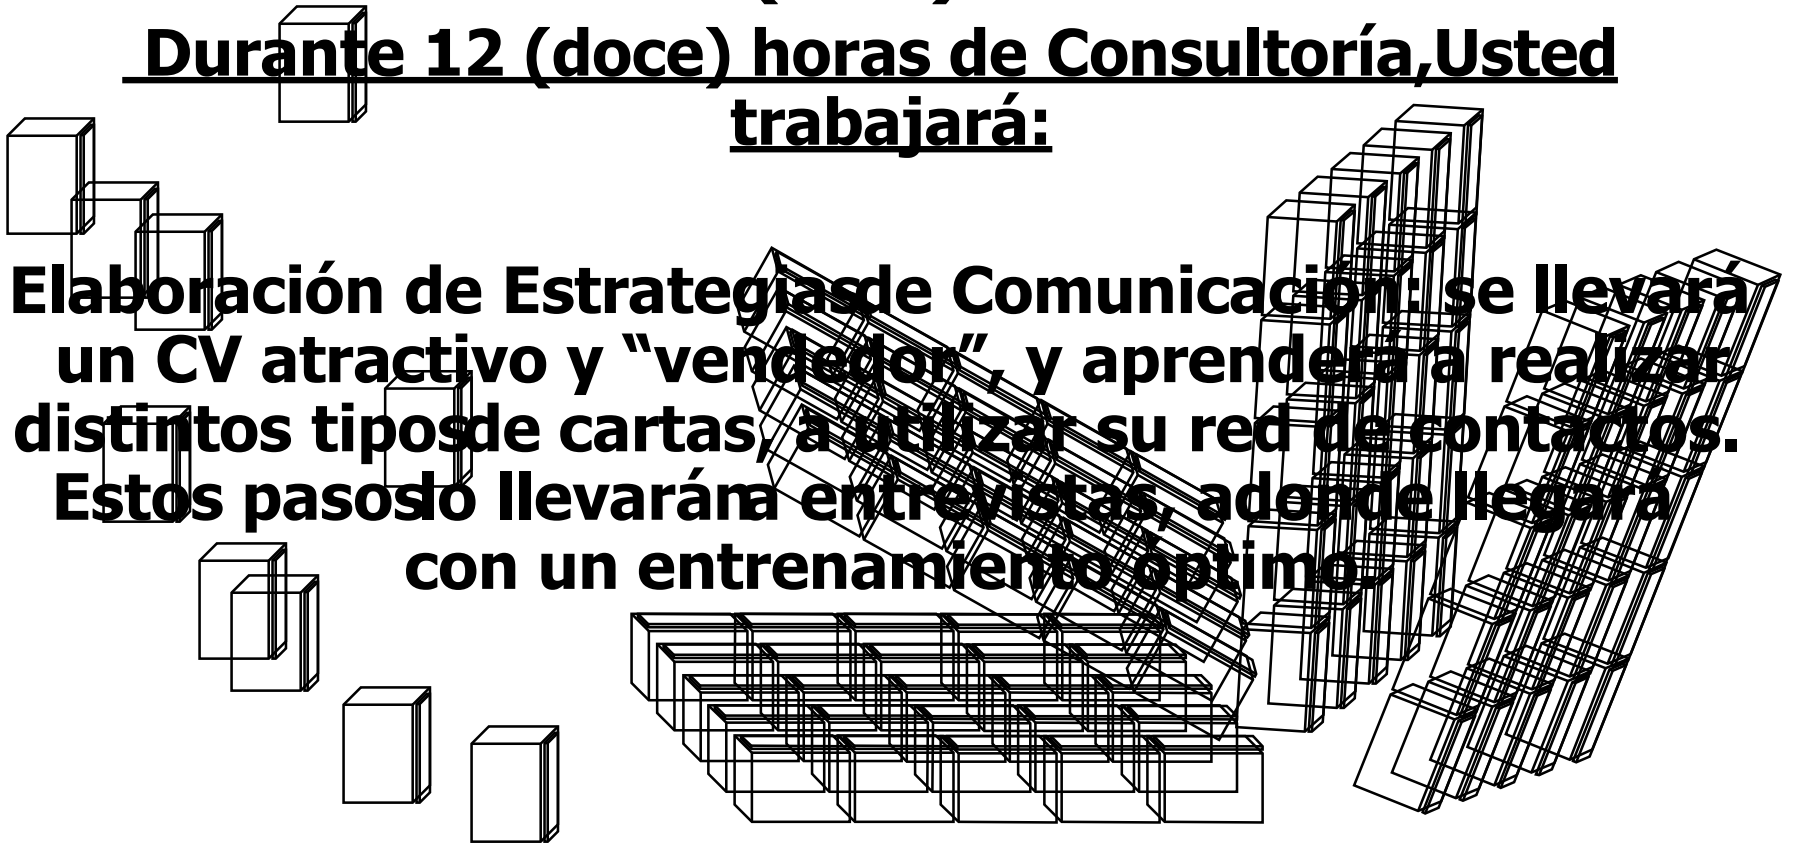 Durante 12 (doce) horas de Consultoría,Usted
trabajará:
Elaboración de Estrategiasde Comunicación: se llevará
un CV atractivo y “vendedor”, y aprenderá a realizar
distintos tiposde cartas, a utilizar su red de contactos.
Estos pasoslo llevarána entrevistas, adonde llegará
con un entrenamiento óptimo.